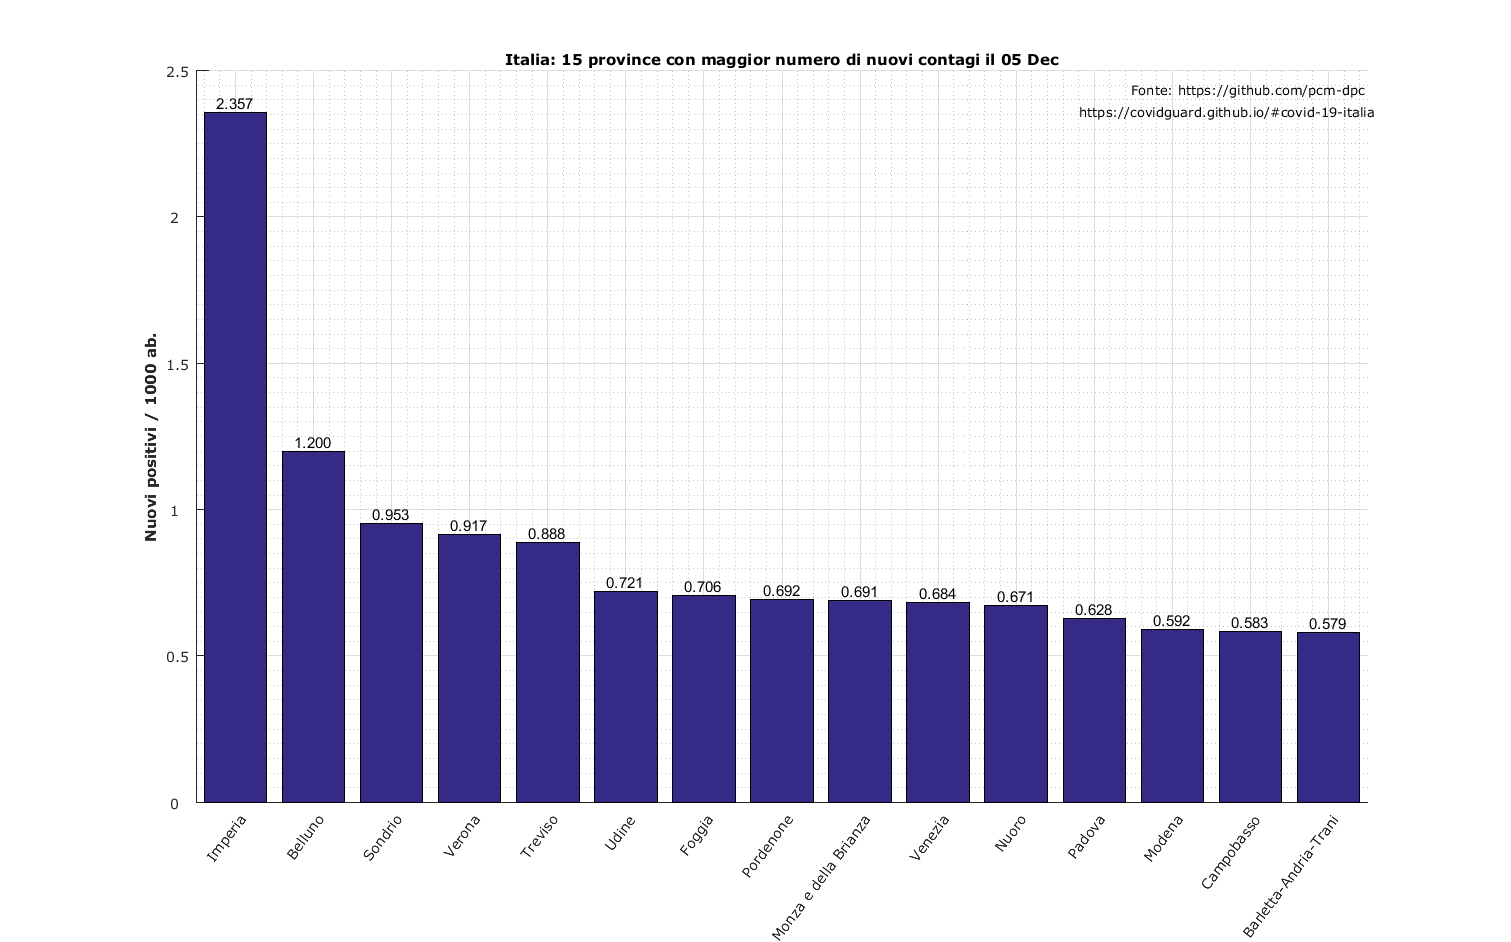 Italia: 15 province con maggior numero di nuovi contagi il 05 Dec
Fonte: https://github.com/pcm-dpc
https://covidguard.github.io/#covid-19-italia
Nuovi positivi / 1000 ab.
2.5
2
1.5
1
0.5
0
2.357
1.200
0.953
0.917
0.888
0.721
0.706
0.692
0.691
0.684
0.671
0.628
0.592
0.583
0.579
Imperia
Belluno
Sondrio
Verona
Treviso
Udine
Foggia
Pordenone
Monza e della Brianza
Venezia
Nuoro
Padova
Modena
Campobasso
Barletta-Andria-Trani